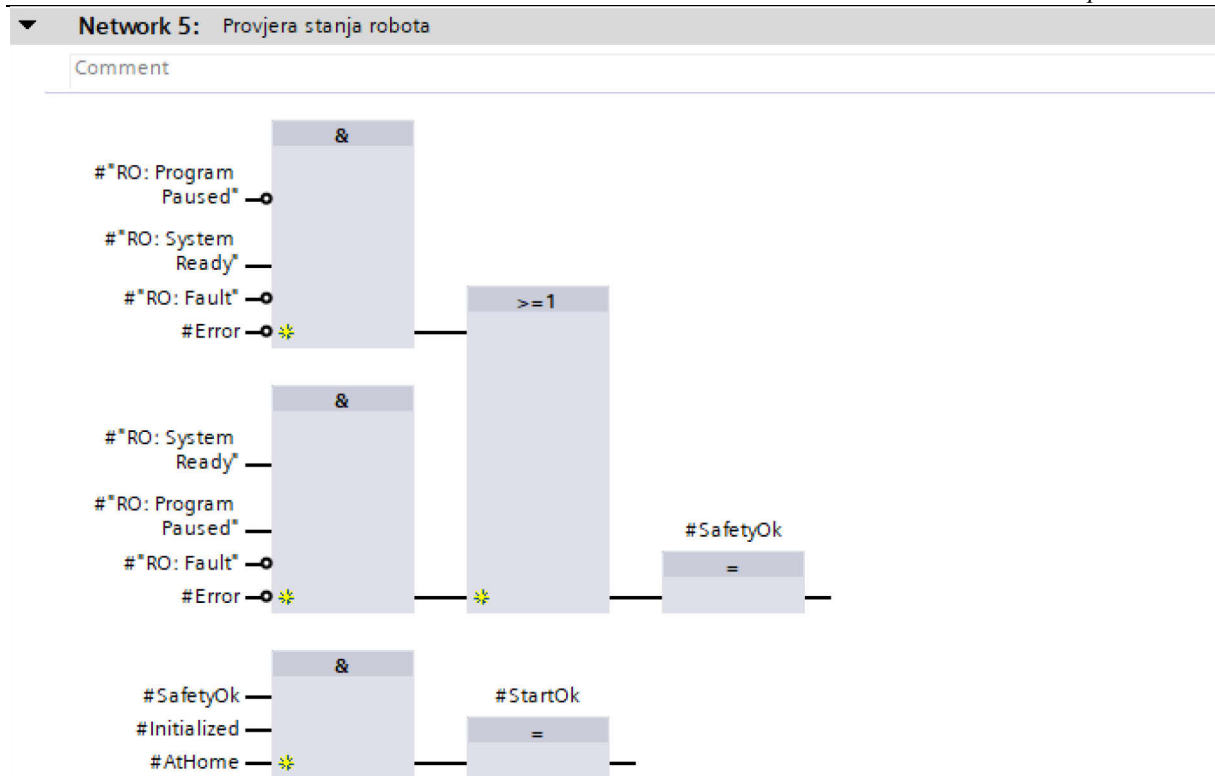 Network 5: Provjera stanja robota
Comment
&
#"RO: Program
Paused"
#"RO: System
Ready"
#"RO: Fault"
#Error
>=1
&
#"RO: System
Ready"
#"RO: Program
Paused"
#"RO: Fault"
#Error
#SafetyOk
=
&
#SafetyOk
#Initialized
#AtHome
#StartOk
=